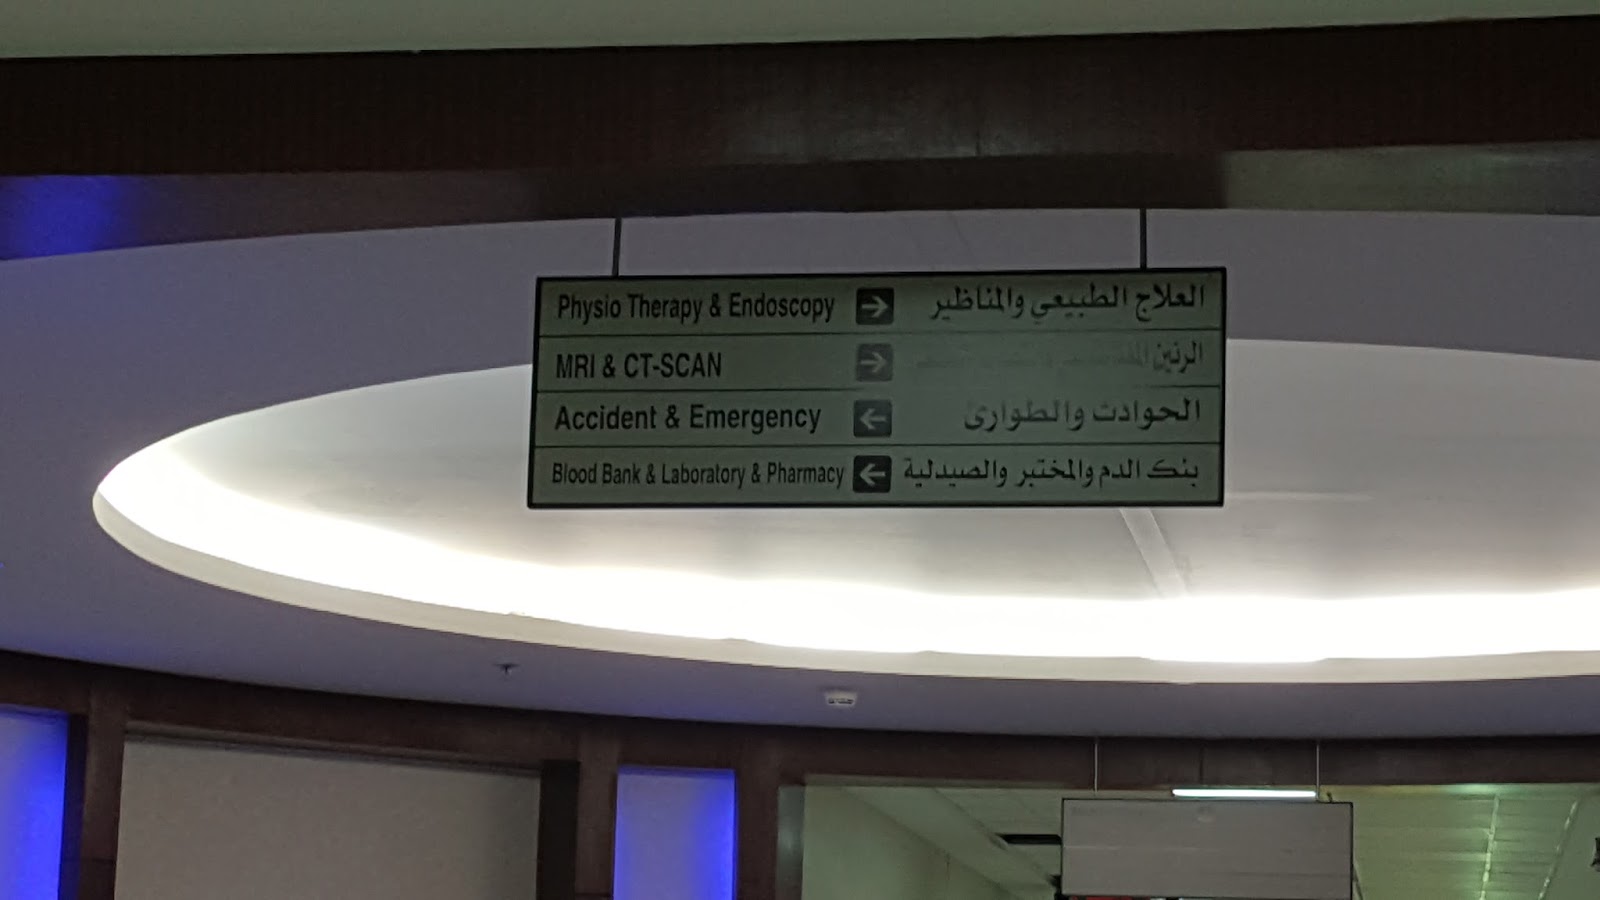 Physio Therapy & Endoscopy → العلاج الطبيعي والمناظير
MRI & CT-SCAN → الرنين
Accident & Emergency ← الحوادث والطوارئ
Blood Bank & Laboratory & Pharmacy ← بنك الدم والمختبر والصيدلية